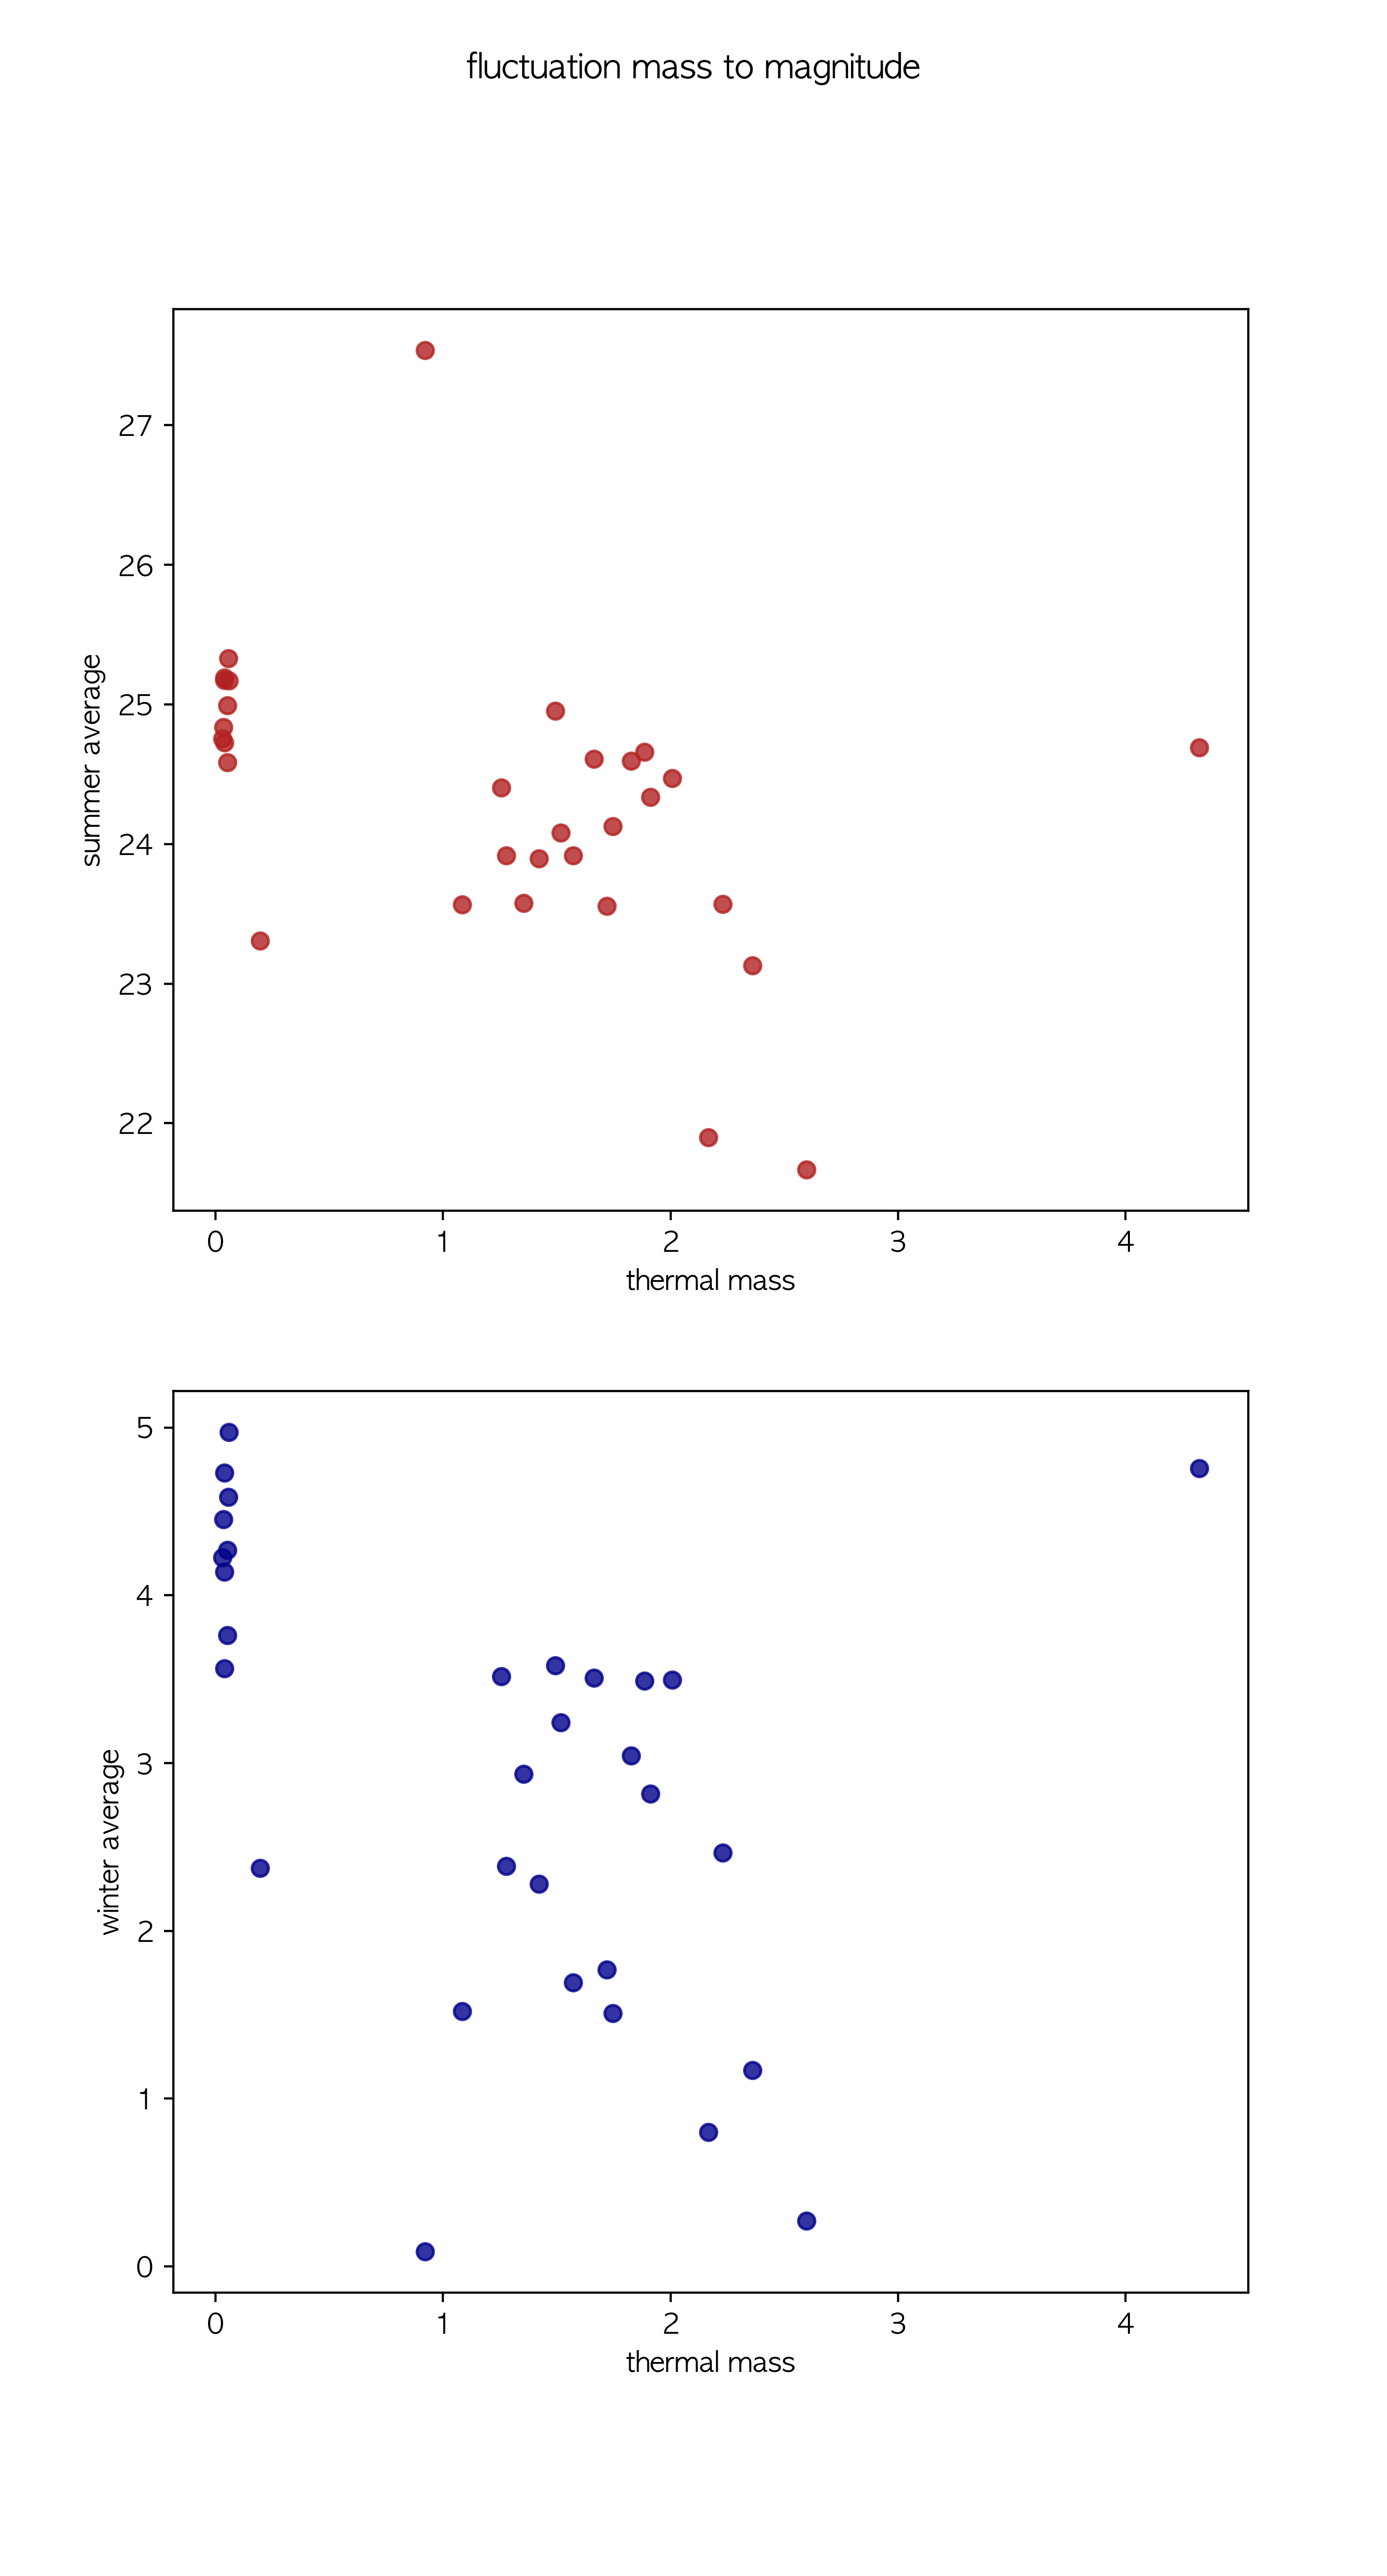 fluctuation mass to magnitude
27
26
25
24
23
22
summer average
0 1 2 3 4
thermal mass
5
4
3
2
1
0
winter average
0 1 2 3 4
thermal mass